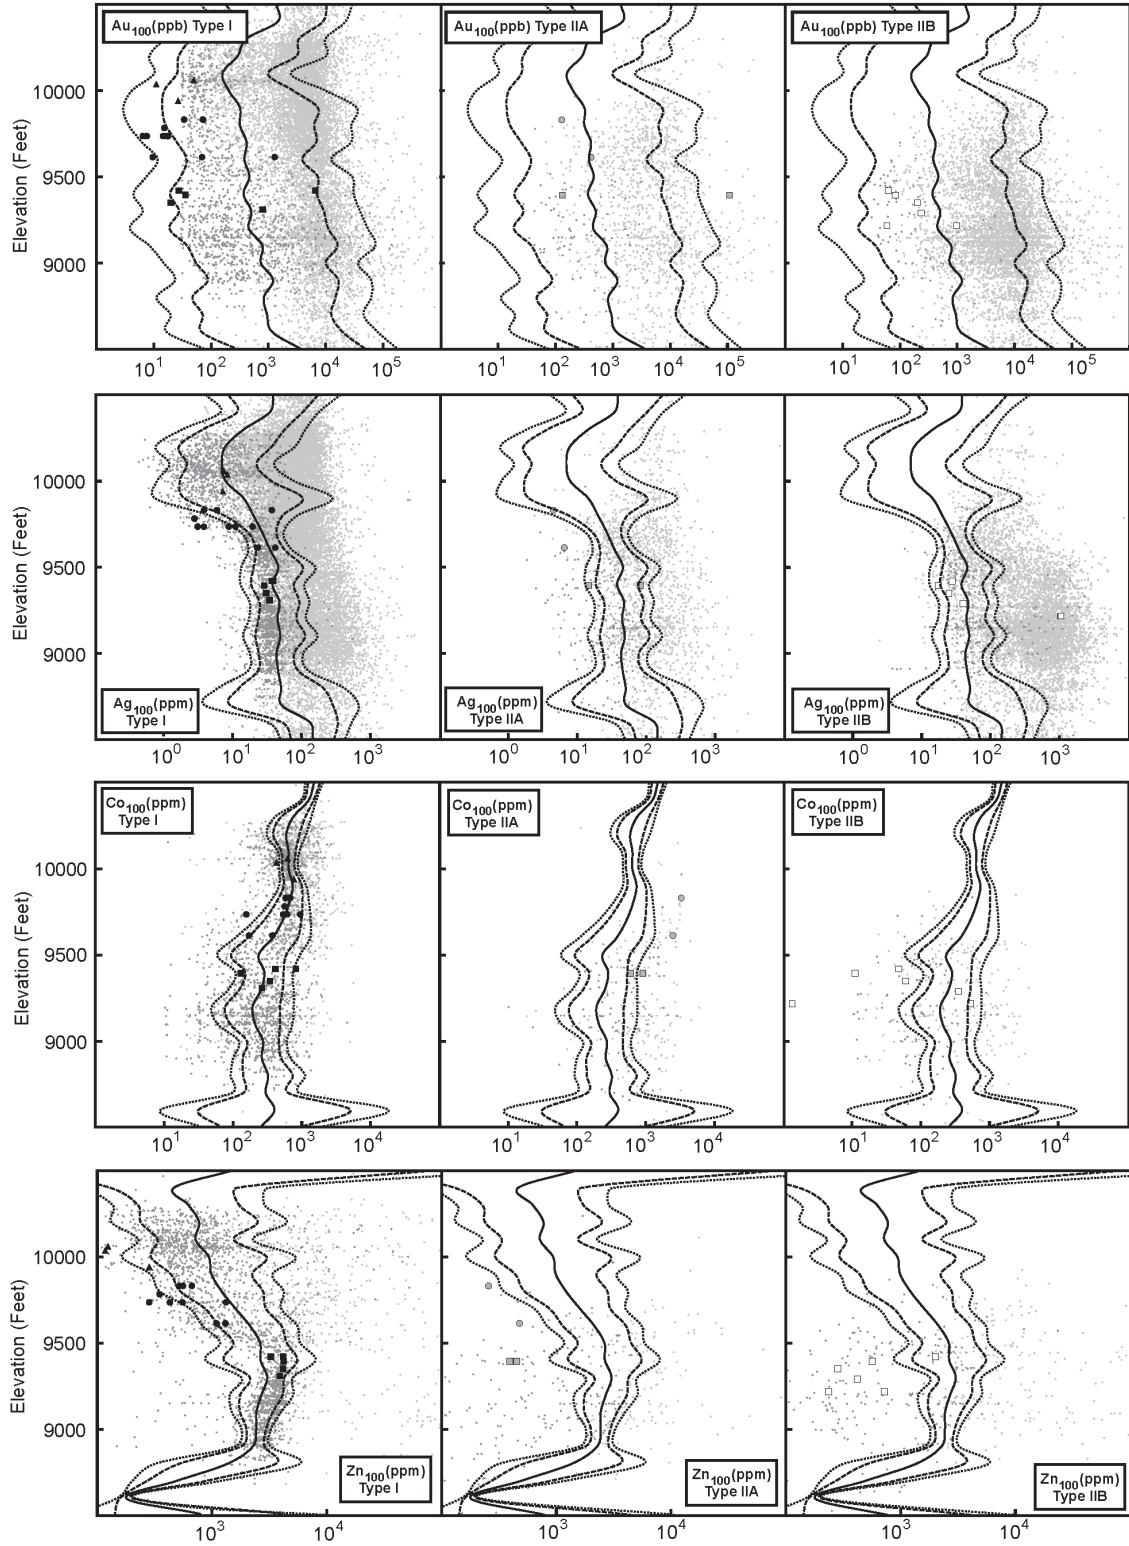 Au100(ppb) Type I
Au100(ppb) Type IIA
Au100(ppb) Type IIB
10000
9500
9000
Elevation (Feet)
10^1 10^2 10^3 10^4 10^5
10^1 10^2 10^3 10^4 10^5
10^1 10^2 10^3 10^4 10^5
10000
9500
9000
Elevation (Feet)
Ag100(ppm)
Type I
Ag100(ppm)
Type IIA
Ag100(ppm)
Type IIB
10^0 10^1 10^2 10^3
10^0 10^1 10^2 10^3
10^0 10^1 10^2 10^3
Co100(ppm)
Type I
Co100(ppm)
Type IIA
Co100(ppm)
Type IIB
10000
9500
9000
Elevation (Feet)
10^1 10^2 10^3 10^4
10^1 10^2 10^3 10^4
10^1 10^2 10^3 10^4
10000
9500
9000
Elevation (Feet)
Zn100(ppm)
Type I
Zn100(ppm)
Type IIA
Zn100(ppm)
Type IIB
10^3 10^4
10^3 10^4
10^3 10^4